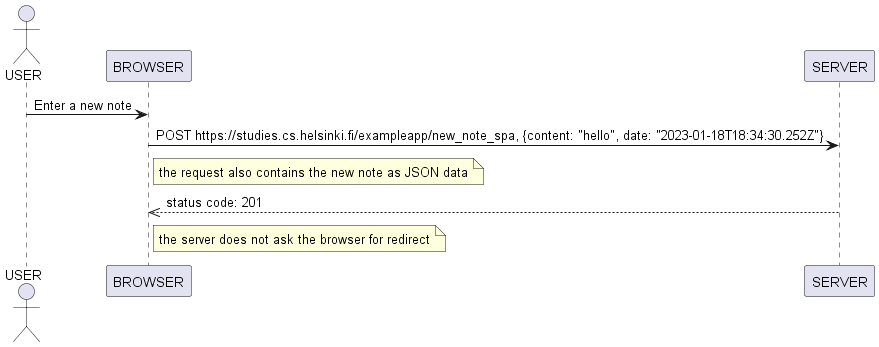 USER
BROWSER
SERVER
Enter a new note
POST https://studies.cs.helsinki.fi/exampleapp/new_note_spa, {content: "hello", date: "2023-01-18T18:34:30.252Z"}
the request also contains the new note as JSON data
status code: 201
the server does not ask the browser for redirect
USER
BROWSER
SERVER